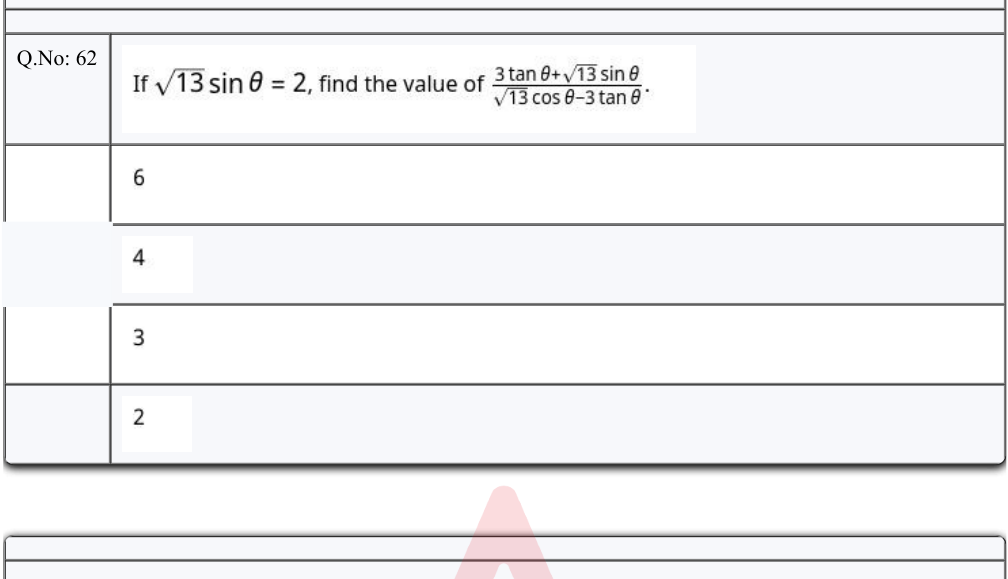 Q.No: 62
If √13 sin θ = 2, find the value of (3 tan θ+√13 sin θ)/(√13 cos θ−3 tan θ).
6
4
3
2